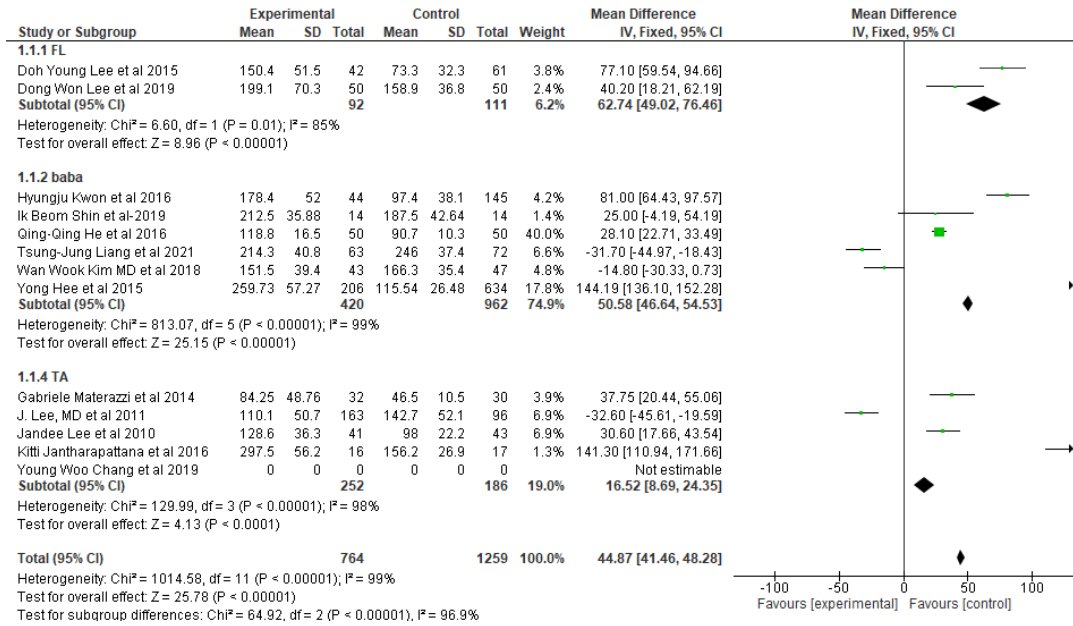 Experimental Control Mean Difference Mean Difference
Study or Subgroup Mean SD Total Mean SD Total Weight IV, Fixed, 95% CI IV, Fixed, 95% CI
1.1.1 FL
Doh Young Lee et al 2015 150.4 51.5 42 73.3 32.3 61 3.8% 77.10 [59.54, 94.66]
Dong Won Lee et al 2019 199.1 70.3 50 158.9 36.8 50 2.4% 40.20 [18.21, 62.19]
Subtotal (95% CI) 92 111 6.2% 62.74 [49.02, 76.46]
Heterogeneity: Chi² = 6.60, df = 1 (P = 0.01); I² = 85%
Test for overall effect: Z = 8.96 (P < 0.00001)
1.1.2 baba
Hyungju Kwon et al 2016 178.4 52 44 97.4 38.1 145 4.2% 81.00 [64.43, 97.57]
Ik Beom Shin et al-2019 212.5 35.88 14 187.5 42.64 14 1.4% 25.00 [-4.19, 54.19]
Qing-Qing He et al 2016 118.8 16.5 50 90.7 10.3 50 40.0% 28.10 [22.71, 33.49]
Tsung-Jung Liang et al 2021 214.3 40.8 63 246 37.4 72 6.6% -31.70 [-44.97, -18.43]
Wan Wook Kim MD et al 2018 151.5 39.4 43 166.3 35.4 47 4.8% -14.80 [-30.33, 0.73]
Yong Hee et al 2015 259.73 57.27 206 115.54 26.48 634 17.8% 144.19 [136.10, 152.28]
Subtotal (95% CI) 420 962 74.9% 50.58 [46.64, 54.53]
Heterogeneity: Chi² = 813.07, df = 5 (P < 0.00001); I² = 99%
Test for overall effect: Z = 25.15 (P < 0.00001)
1.1.4 TA
Gabriele Materazzi et al 2014 84.25 48.76 32 46.5 10.5 30 3.9% 37.75 [20.44, 55.06]
J. Lee, MD et al 2011 110.1 50.7 163 142.7 52.1 96 6.9% -32.60 [-45.61, -19.59]
Jandee Lee et al 2010 128.6 36.3 41 98 22.2 43 6.9% 30.60 [17.66, 43.54]
Kitti Jantharapattana et al 2016 297.5 56.2 16 156.2 26.9 17 1.3% 141.30 [110.94, 171.66]
Young Woo Chang et al 2019 0 0 0 0 0 0 Not estimable
Subtotal (95% CI) 252 186 19.0% 16.52 [8.69, 24.35]
Heterogeneity: Chi² = 129.99, df = 3 (P < 0.00001); I² = 98%
Test for overall effect: Z = 4.13 (P < 0.0001)
Total (95% CI) 764 1259 100.0% 44.87 [41.46, 48.28]
Heterogeneity: Chi² = 1014.58, df = 11 (P < 0.00001); I² = 99%
Test for overall effect: Z = 25.78 (P < 0.00001)
Test for subgroup differences: Chi² = 64.92, df = 2 (P < 0.00001), I² = 96.9%
-100 -50 0 50 100
Favours [experimental] Favours [control]